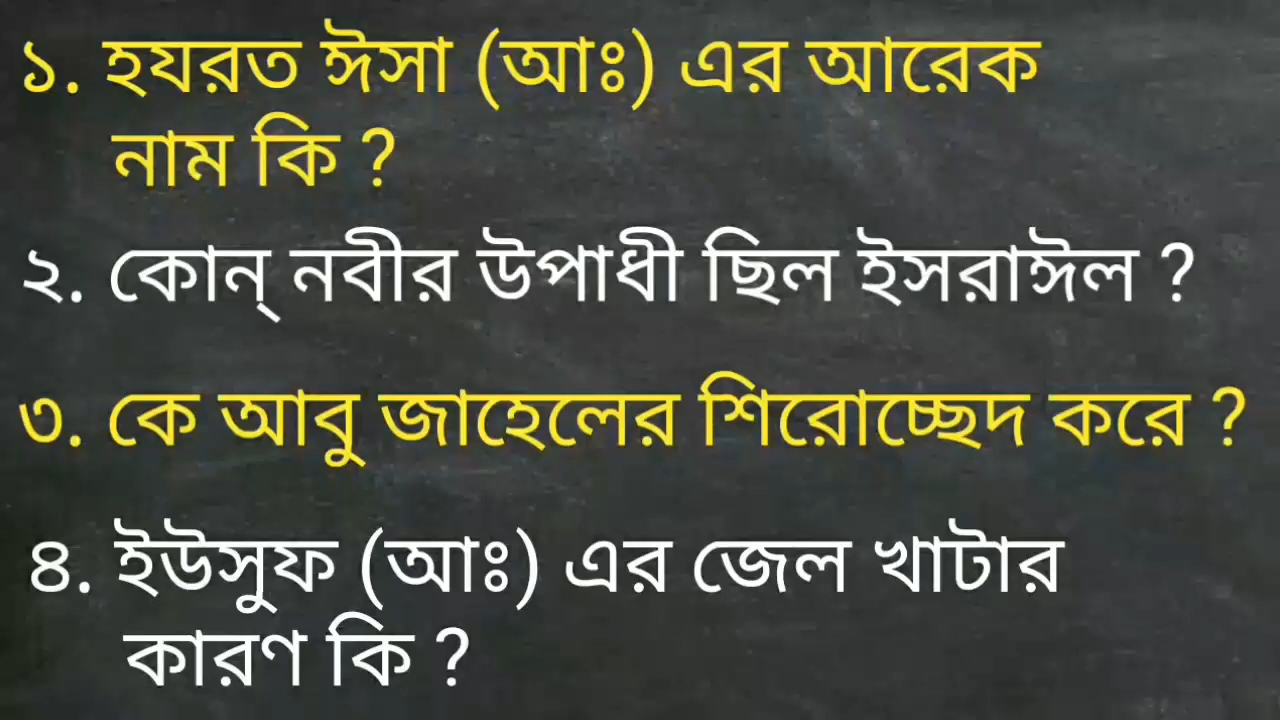 ১. হযরত ঈসা (আঃ) এর আরেক
নাম কি ?
২. কোন্ নবীর উপাধী ছিল ইসরাঈল ?
৩. কে আবু জাহেলের শিরোচ্ছেদ করে ?
৪. ইউসুফ (আঃ) এর জেল খাটার
কারণ কি ?